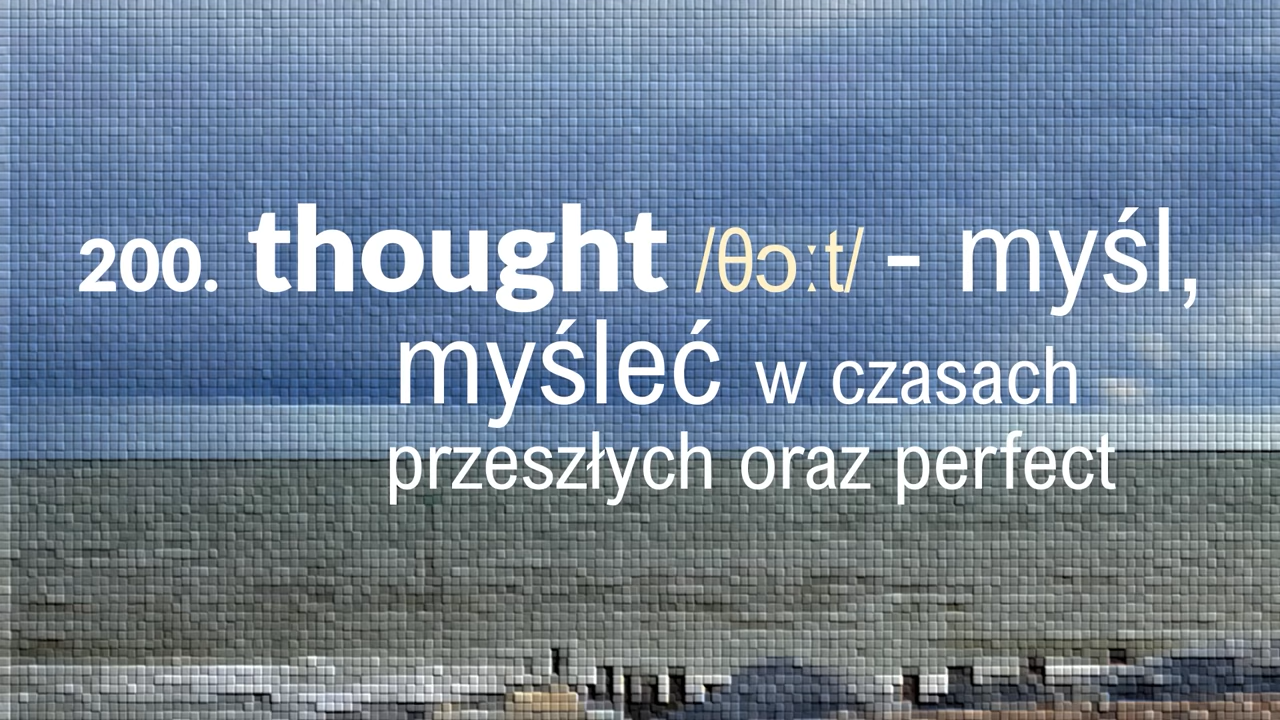 200. thought /θɔːt/ - myśl,
myśleć w czasach
przeszłych oraz perfect